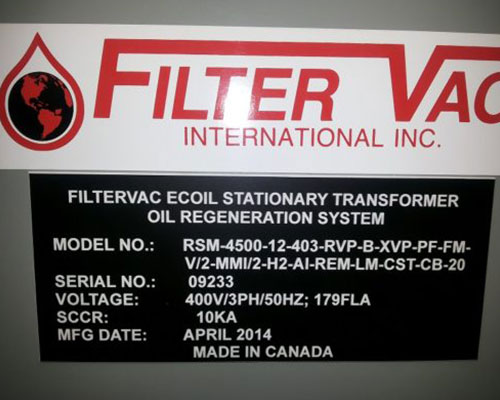 FILTER VAC
INTERNATIONAL INC.
FILTERVAC ECOIL STATIONARY TRANSFORMER
OIL REGENERATION SYSTEM
MODEL NO.: RSM-4500-12-403-RVP-B-XVP-PF-FM-
V/2-MMI/2-H2-AI-REM-LM-CST-CB-20
SERIAL NO.: 09233
VOLTAGE: 400V/3PH/50HZ; 179FLA
SCCR: 10KA
MFG DATE: APRIL 2014
MADE IN CANADA